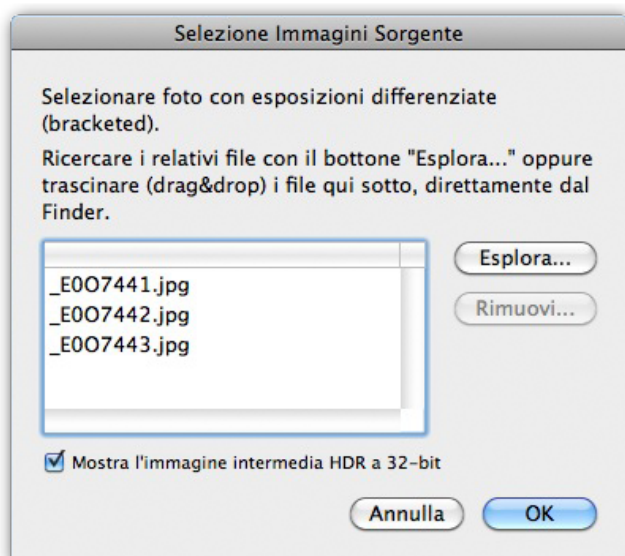 Selezione Immagini Sorgente
Selezionare foto con esposizioni differenziate
(bracketed).
Ricercare i relativi file con il bottone "Esplora..." oppure
trascinare (drag&drop) i file qui sotto, direttamente dal
Finder.
Esplora...
_E0O7441.jpg
Rimuovi...
_E0O7442.jpg
_E0O7443.jpg
Mostra l'immagine intermedia HDR a 32-bit
Annulla
OK